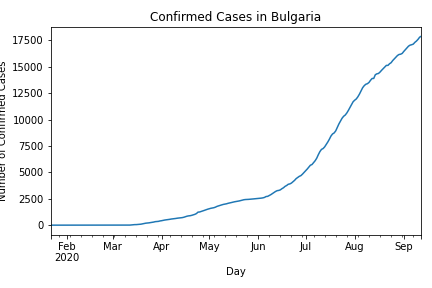 Confirmed Cases in Bulgaria
17500
15000
12500
10000
7500
5000
2500
0
Number of Confirmed Cases
Feb
2020
Mar
Apr
May
Jun
Jul
Aug
Sep
Day